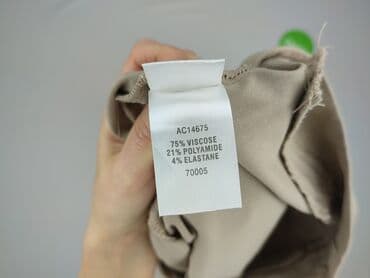 AC14675
75% VISCOSE
21% POLYAMIDE
4% ELASTANE
70005